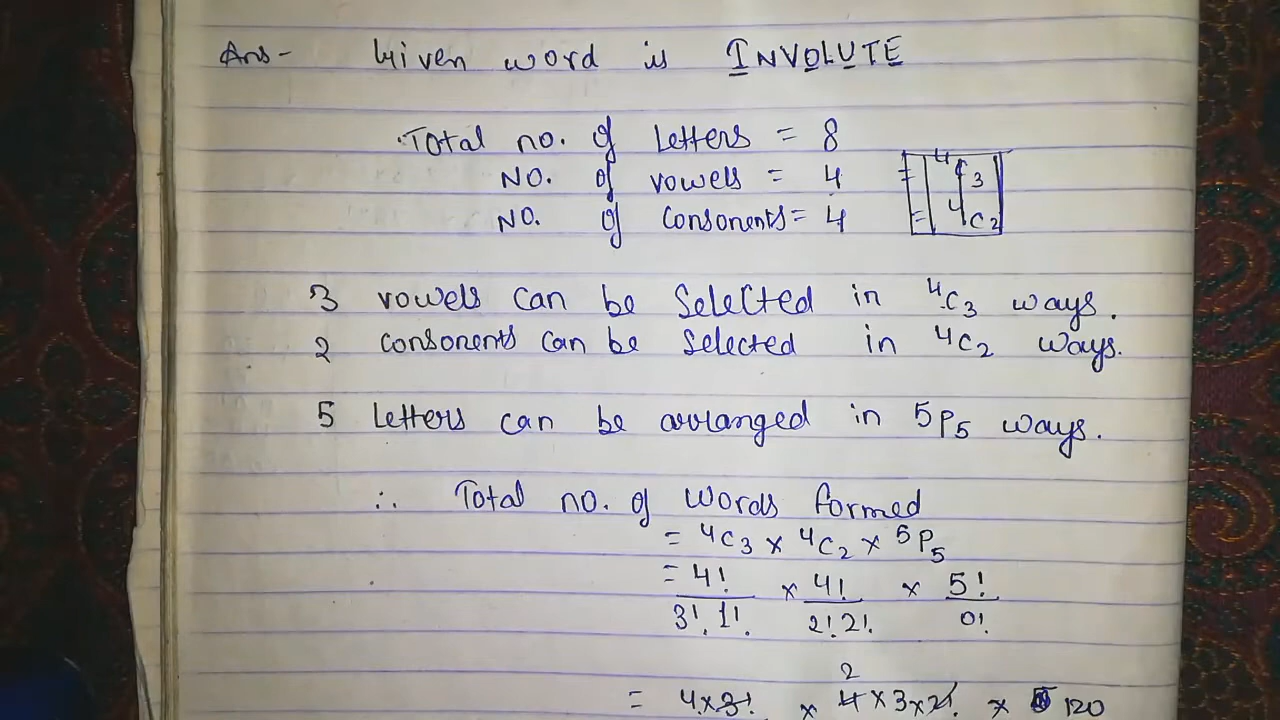 Ans- Given word is INVOLUTE
Total no. of Letters = 8
NO. of vowels = 4 = ⁴C₃
NO. of Consonents = 4 = ⁴C₂
3 vowels can be Selected in ⁴C₃ ways.
2 consonents can be Selected in ⁴C₂ ways.
5 Letters can be arranged in 5P₅ ways.
∴ Total no. of words formed
= ⁴C₃ × ⁴C₂ × ⁵P₅
= 4!/3!.1!. × 4!/2!2!. × 5!/0!.
= 4×3! × 4×3×2!. × 120
2